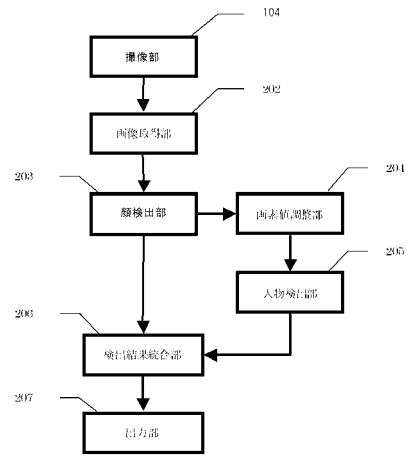 104
撮像部
202
画像取得部
203
顔検出部
204
画素値調整部
205
人物検出部
206
検出結果統合部
207
出力部